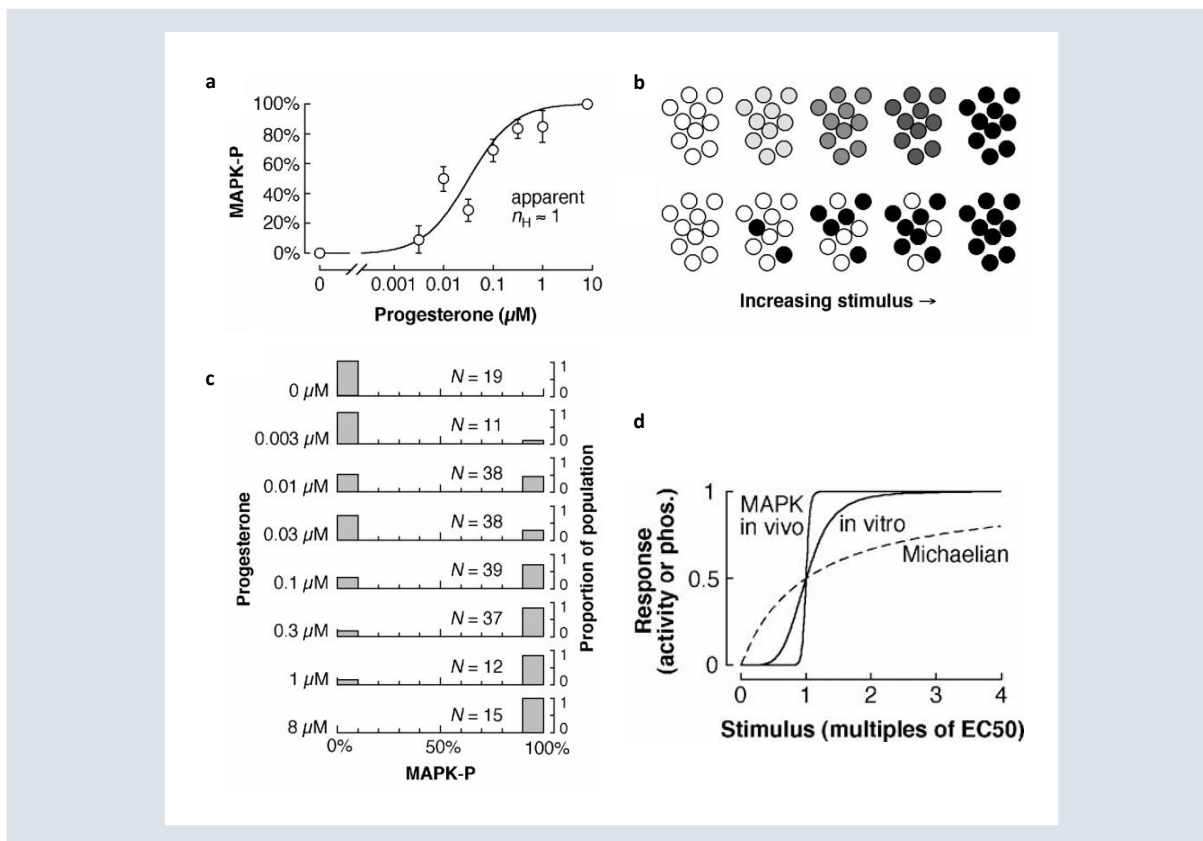 a
100%
80%
60%
40%
20%
0%
MAPK-P
apparent
nH ≈ 1
0
0.001
0.01
0.1
1
10
Progesterone (µM)
b
Increasing stimulus →
c
Progesterone
0 µM
N = 19
1
0
0.003 µM
N = 11
1
0
0.01 µM
N = 38
1
0
0.03 µM
N = 38
1
0
0.1 µM
N = 39
1
0
0.3 µM
N = 37
1
0
1 µM
N = 12
1
0
8 µM
N = 15
1
0
Proportion of population
0%
50%
100%
MAPK-P
d
Response
(activity or phos.)
1
0.5
0
MAPK
in vivo
in vitro
Michaelian
0
1
2
3
4
Stimulus (multiples of EC50)